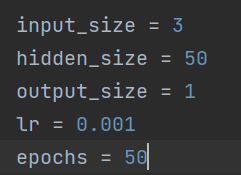 input_size = 3
hidden_size = 50
output_size = 1
lr = 0.001
epochs = 50